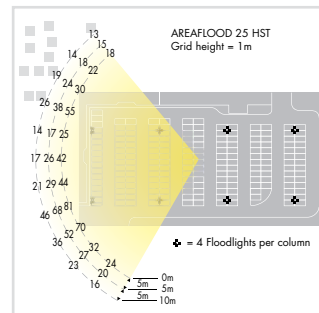 AREAFLOOD 25 HST
Grid height = 1m
13
14 15
18 18
19 24 22
30
26 38 55
14 17 25
17 26 42
21 29 44
46 68 81
36 52 70
23 27 32
16 20 24
0m
5m 5m
5m 10m
= 4 Floodlights per column